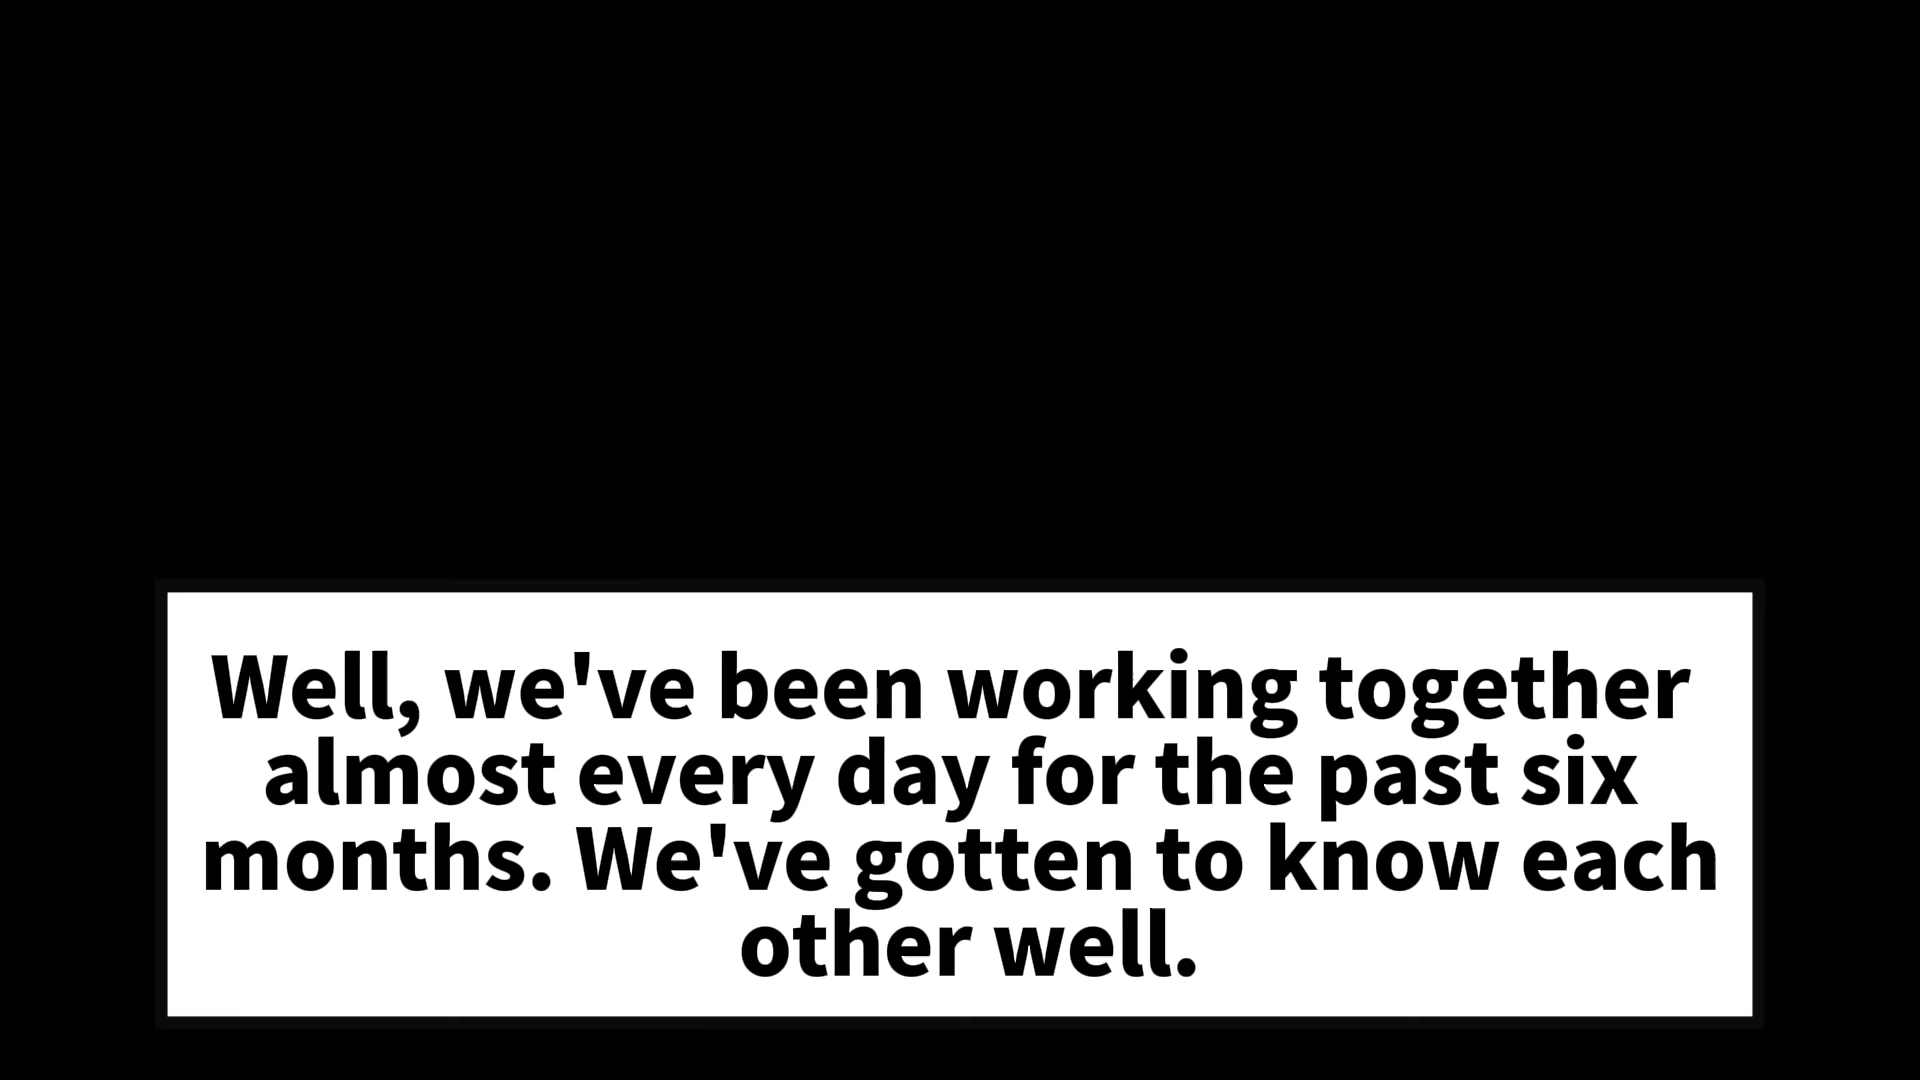 Well, we've been working together
almost every day for the past six
months. We've gotten to know each
other well.